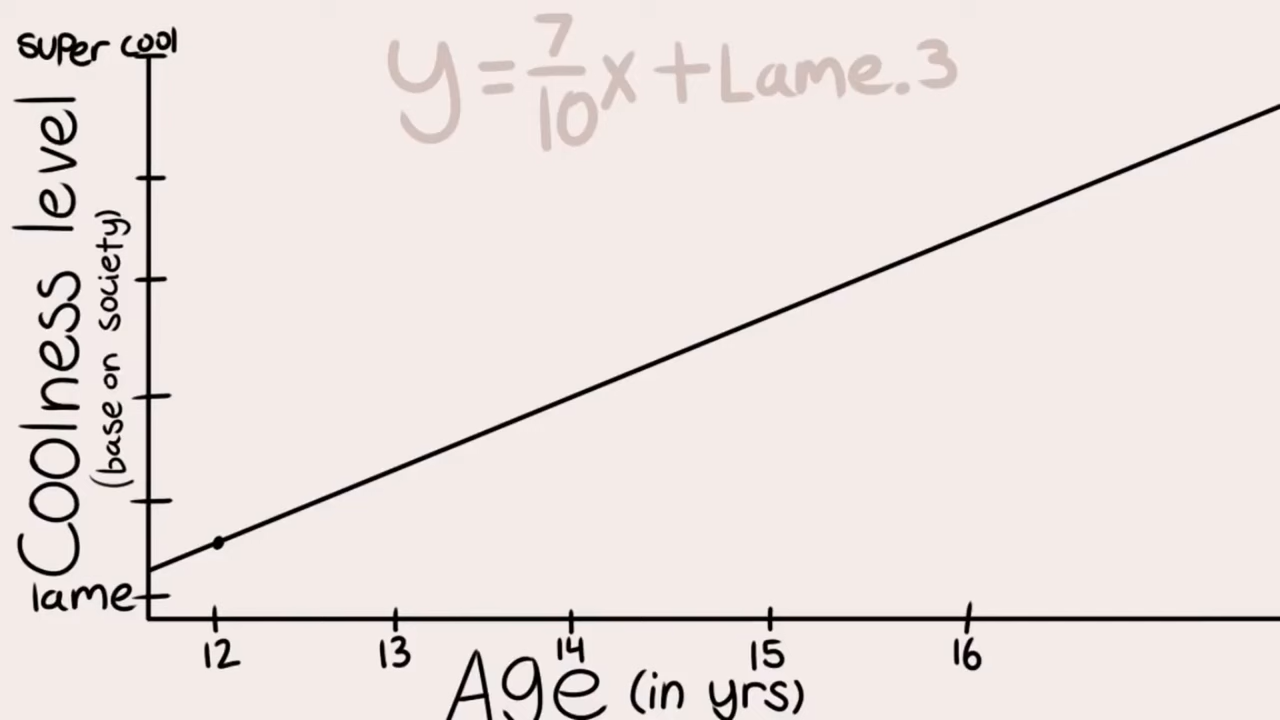 super cool
y = 7/10 x + Lame.3
Coolness level
(base on society)
lame
12 13 14 15 16
Age (in yrs)